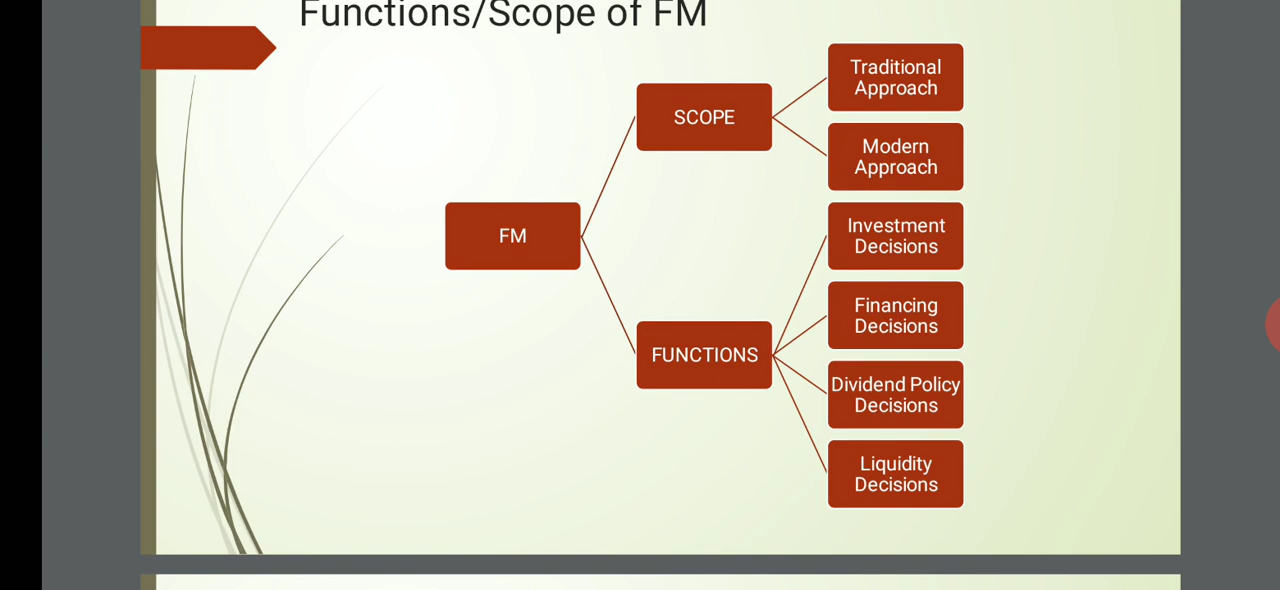 Functions/Scope of FM
Traditional
Approach
SCOPE
Modern
Approach
FM
Investment
Decisions
Financing
Decisions
FUNCTIONS
Dividend Policy
Decisions
Liquidity
Decisions